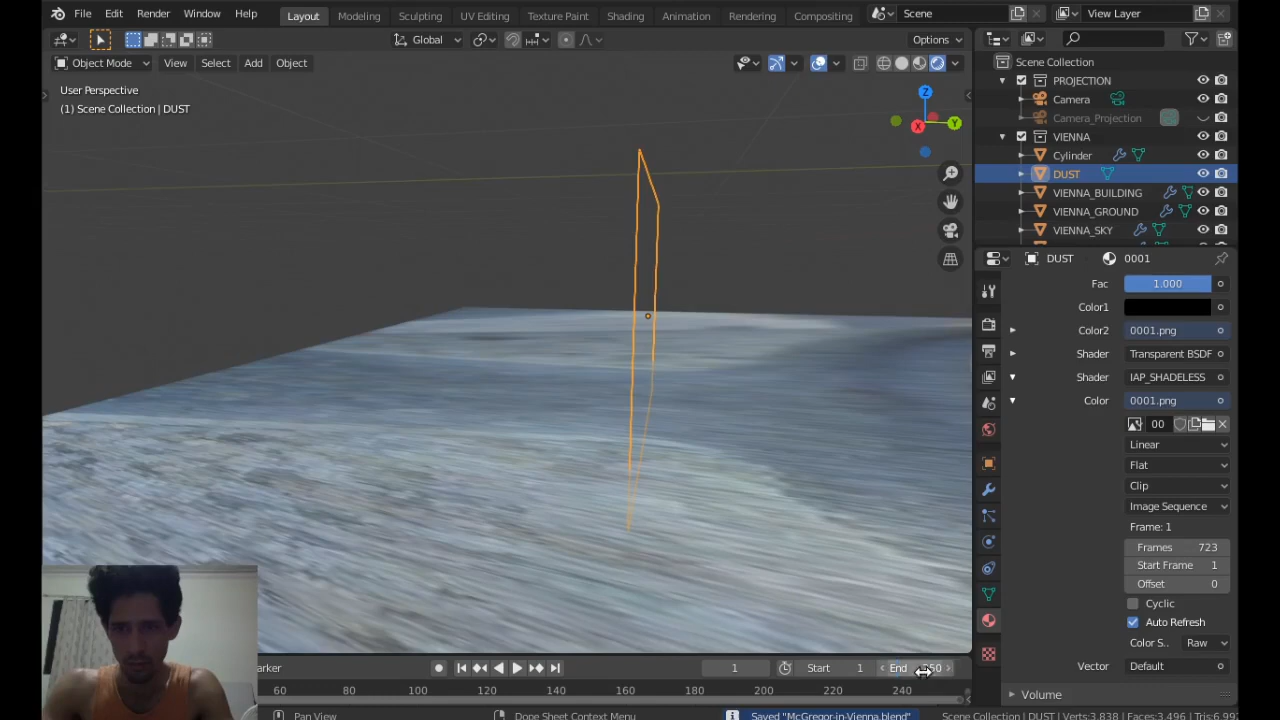 File Edit Render Window Help Layout Modeling Sculpting UV Editing Texture Paint Shading Animation Rendering Compositing Scene View Layer
Global Options
Object Mode View Select Add Object
User Perspective
(1) Scene Collection | DUST
Z
X Y
Scene Collection
PROJECTION
Camera
Camera_Projection
VIENNA
Cylinder
DUST
VIENNA_BUILDING
VIENNA_GROUND
VIENNA_SKY
DUST 0001
Fac 1.000
Color1
Color2 0001.png
Shader Transparent BSDF
Shader IAP_SHADELESS
Color 0001.png
00
Linear
Flat
Clip
Image Sequence
Frame: 1
Frames 723
Start Frame 1
Offset 0
Cyclic
Auto Refresh
Color S.. Raw
Vector Default
Volume
arker 1 Start 1 End
60 80 100 120 140 160 180 200 220 240
Pan View Dope Sheet Context Menu Saved "McGregor-in-Vienna.blend" Scene Collection | DUST | Verts:3.838 | Faces:3.496 | Tris:6.99